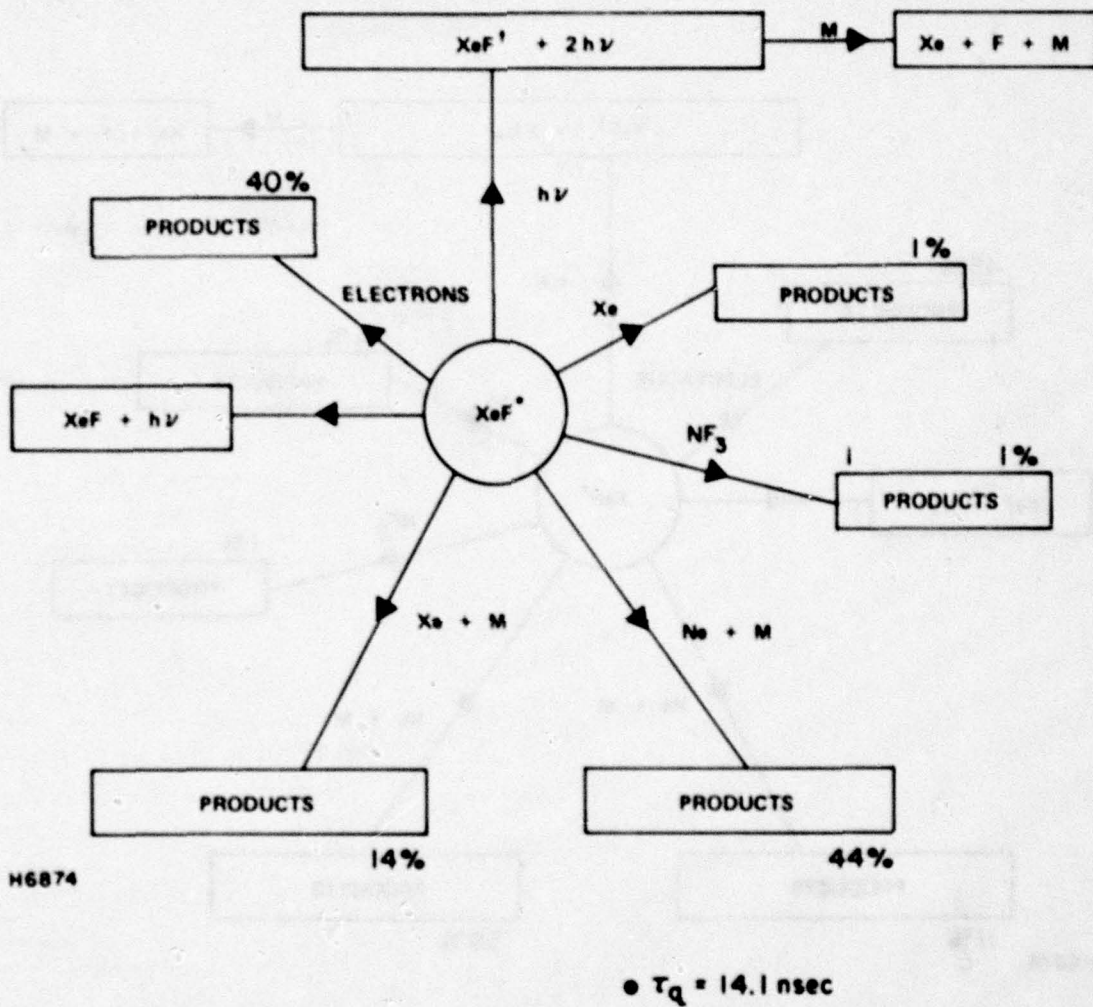 XeF† + 2hν
M
Xe + F + M
hν
40%
PRODUCTS
ELECTRONS
Xe
1%
PRODUCTS
XeF + hν
XeF*
NF₃
1 1%
PRODUCTS
Xe + M
Ne + M
PRODUCTS
14%
PRODUCTS
44%
H6874
● τq = 14.1 nsec